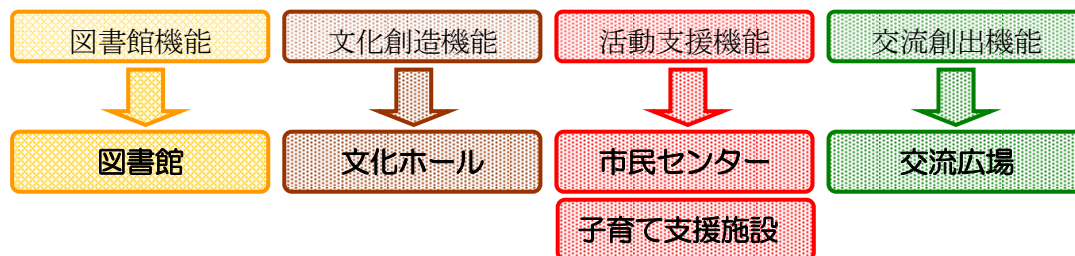 図書館機能
文化創造機能
活動支援機能
交流創出機能
図書館
文化ホール
市民センター
交流広場
子育て支援施設